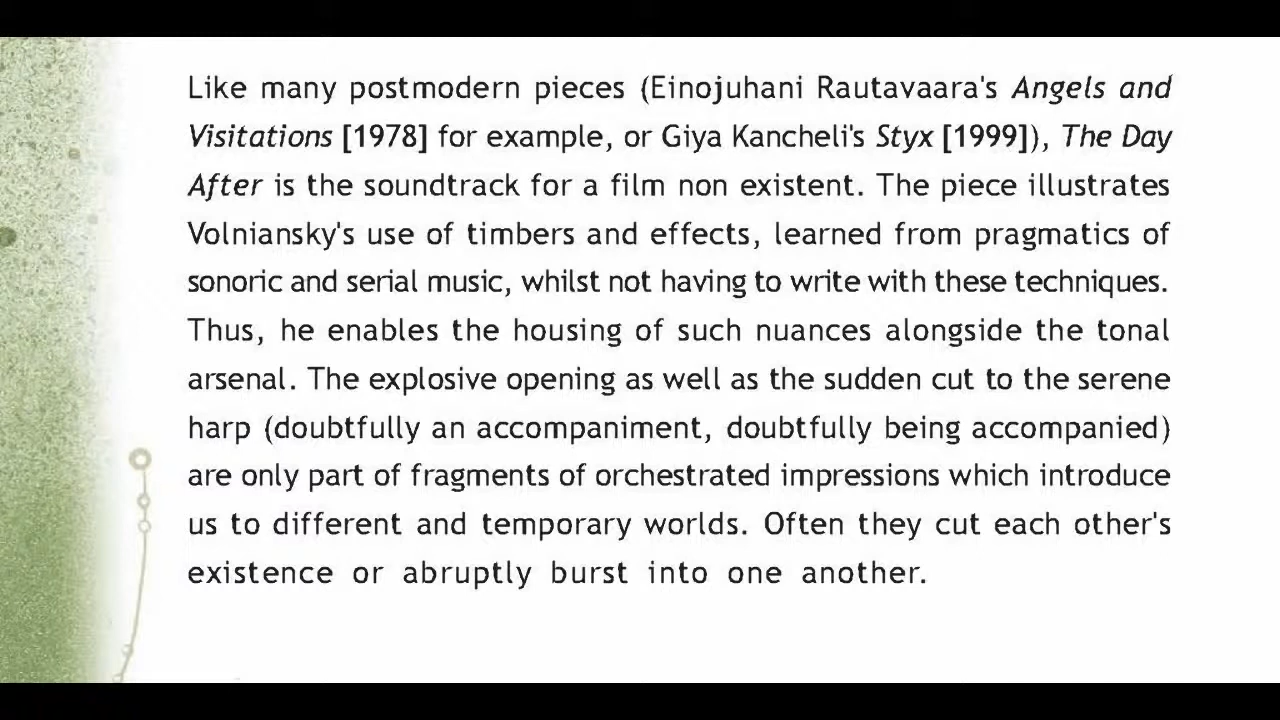 Like many postmodern pieces (Einojuhani Rautavaara's Angels and
Visitations [1978] for example, or Giya Kancheli's Styx [1999]), The Day
After is the soundtrack for a film non existent. The piece illustrates
Volniansky's use of timbers and effects, learned from pragmatics of
sonoric and serial music, whilst not having to write with these techniques.
Thus, he enables the housing of such nuances alongside the tonal
arsenal. The explosive opening as well as the sudden cut to the serene
harp (doubtfully an accompaniment, doubtfully being accompanied)
are only part of fragments of orchestrated impressions which introduce
us to different and temporary worlds. Often they cut each other's
existence or abruptly burst into one another.